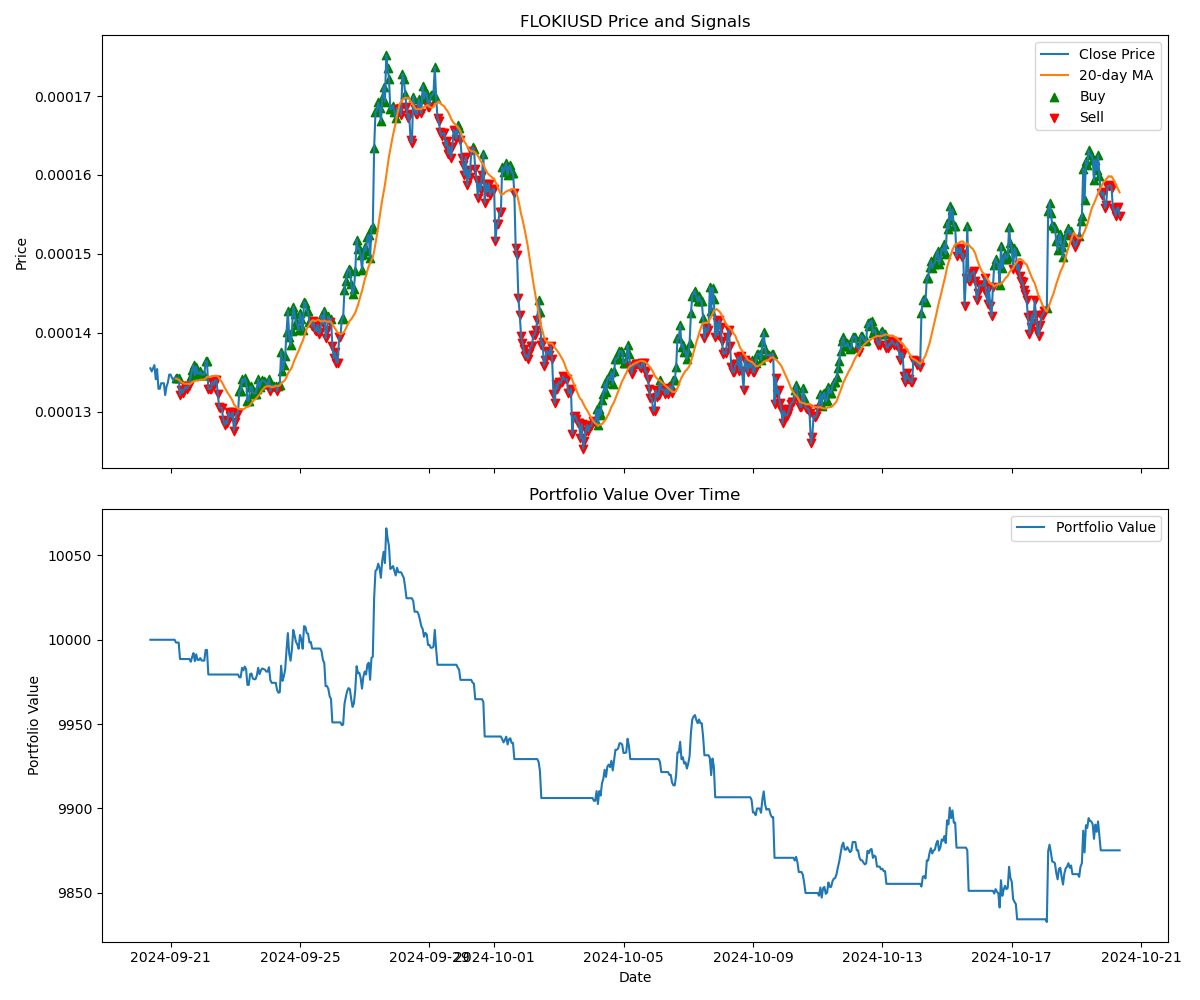 FLOKIUSD Price and Signals
Close Price
20-day MA
Buy
Sell
Price
0.00017
0.00016
0.00015
0.00014
0.00013
Portfolio Value Over Time
Portfolio Value
Portfolio Value
10050
10000
9950
9900
9850
2024-09-21 2024-09-25 2024-09-29 2024-10-01 2024-10-05 2024-10-09 2024-10-13 2024-10-17 2024-10-21
Date